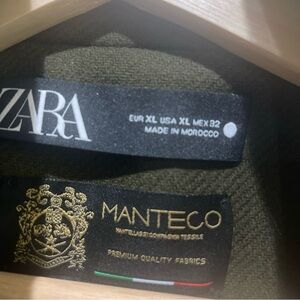 ZARA
EUR XL USA XL MEX 32
MADE IN MOROCCO
MANTECO
PREMIUM QUALITY FABRICS